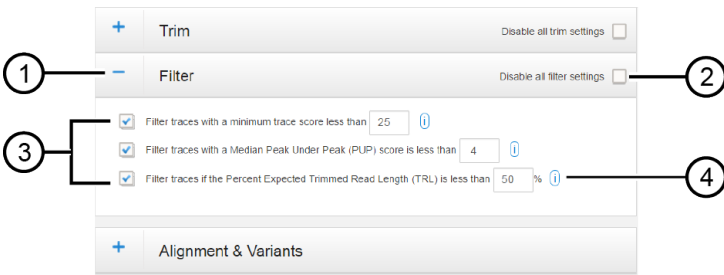 + Trim Disable all trim settings
1 − Filter Disable all filter settings 2
Filter traces with a minimum trace score less than 25 i
3 Filter traces with a Median Peak Under Peak (PUP) score is less than 4 i
Filter traces if the Percent Expected Trimmed Read Length (TRL) is less than 50 % i 4
+ Alignment & Variants